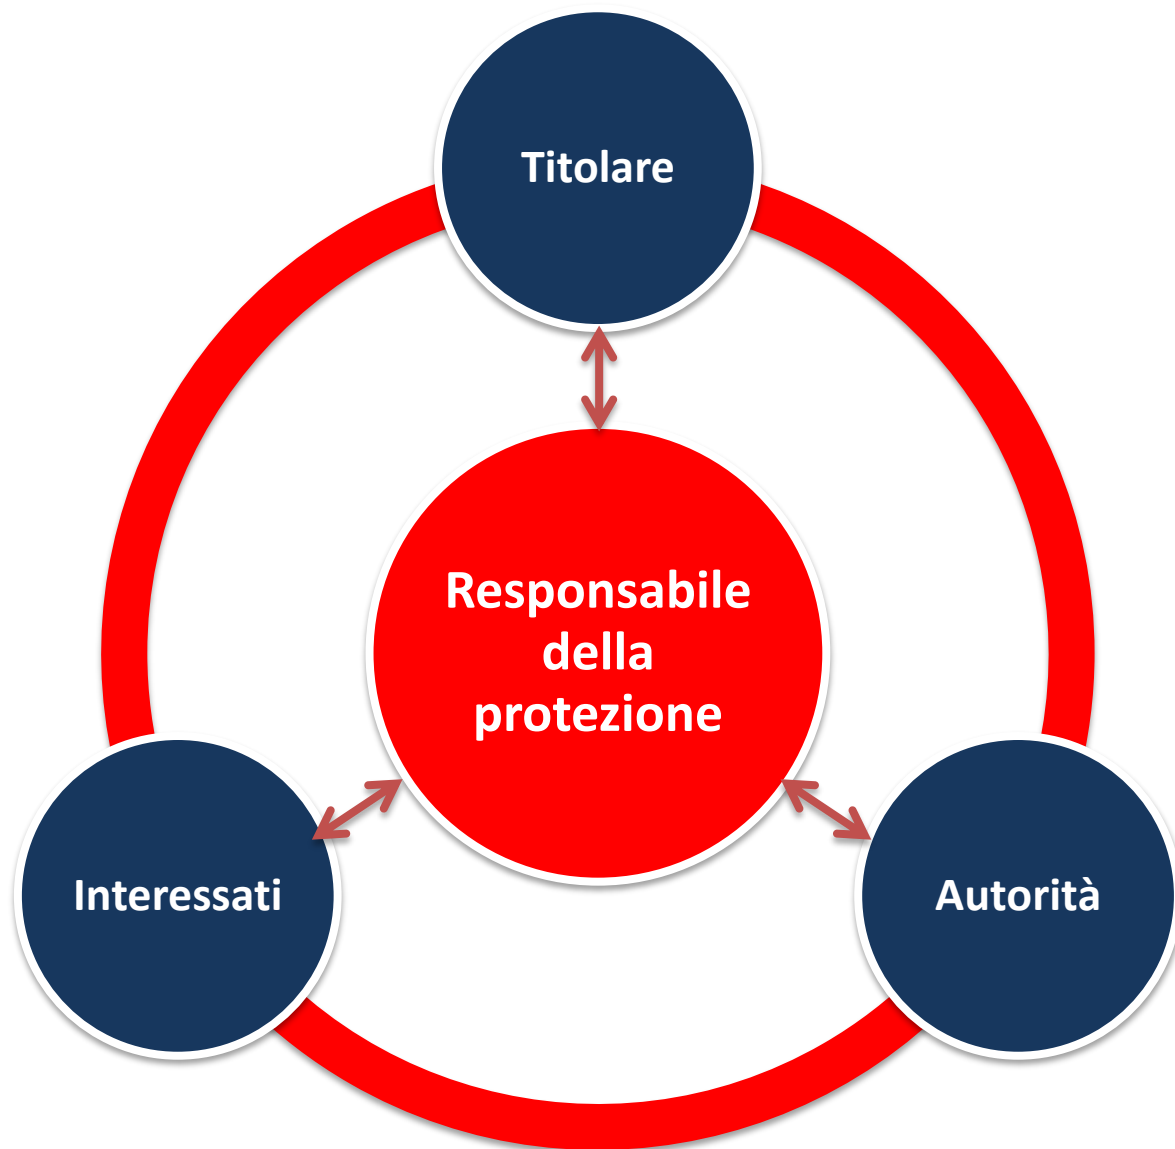 Titolare
Responsabile
della
protezione
Interessati
Autorità